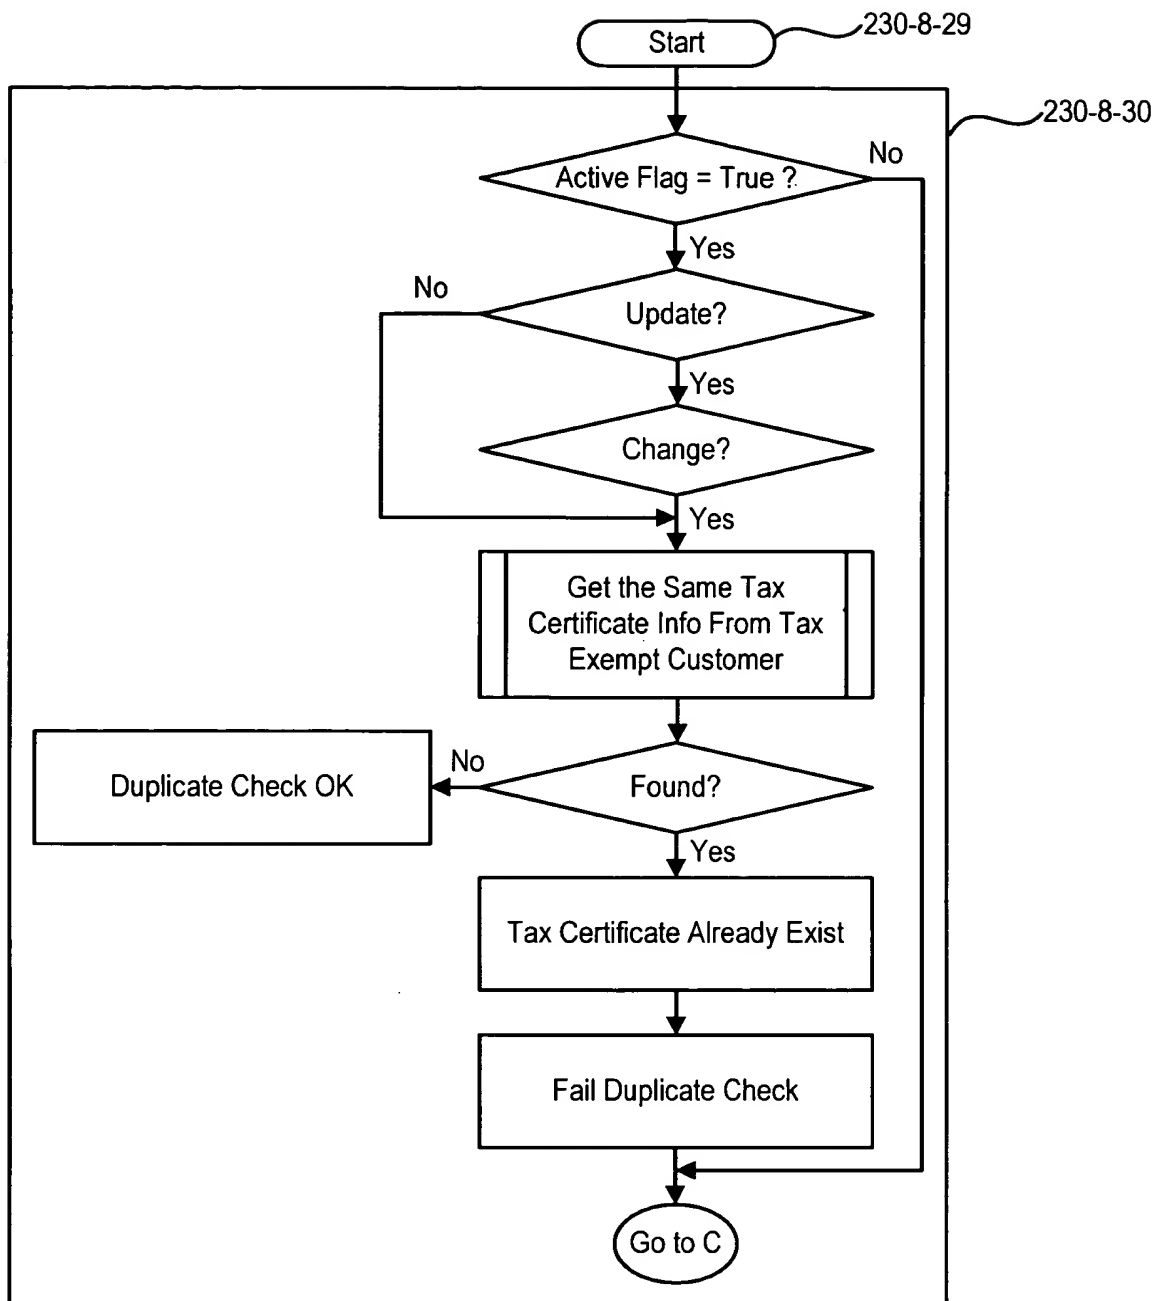 Start
230-8-29
230-8-30
No
Active Flag = True ?
Yes
No
Update?
Yes
Change?
Yes
Get the Same Tax
Certificate Info From Tax
Exempt Customer
Duplicate Check OK
No
Found?
Yes
Tax Certificate Already Exist
Fail Duplicate Check
Go to C